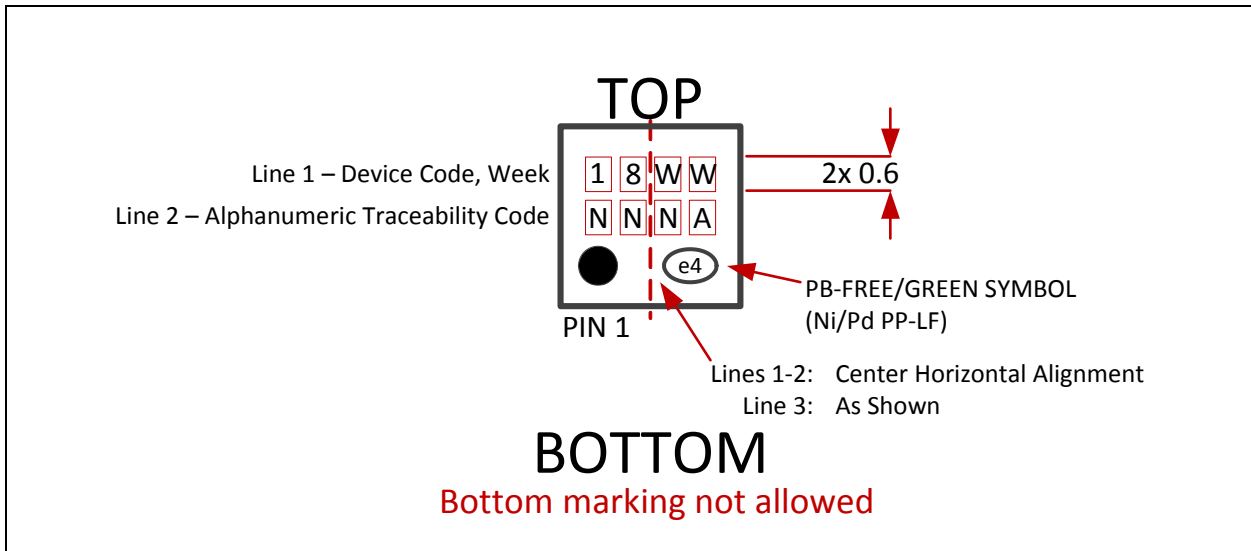 TOP
Line 1 – Device Code, Week
1 8 W W
2x 0.6
Line 2 – Alphanumeric Traceability Code
N N N A
e4
PB-FREE/GREEN SYMBOL
(Ni/Pd PP-LF)
PIN 1
Lines 1-2: Center Horizontal Alignment
Line 3: As Shown
BOTTOM
Bottom marking not allowed